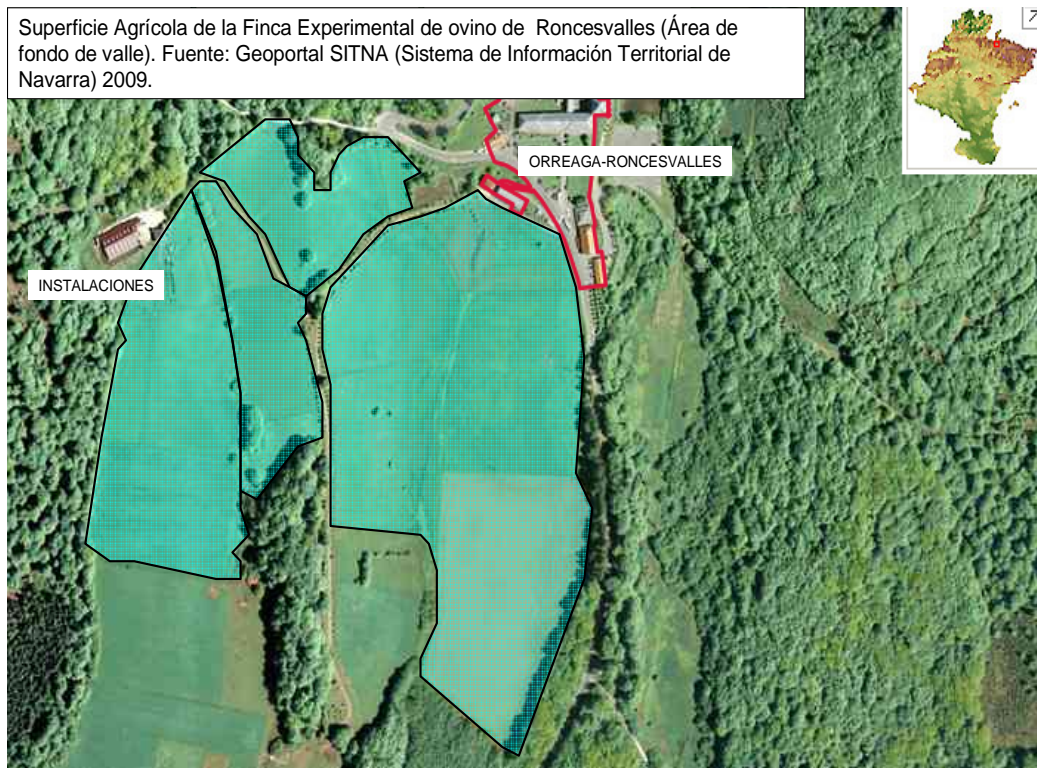 Superficie Agrícola de la Finca Experimental de ovino de Roncesvalles (Área de
fondo de valle). Fuente: Geoportal SITNA (Sistema de Información Territorial de
Navarra) 2009.
7
ORREAGA-RONCESVALLES
INSTALACIONES